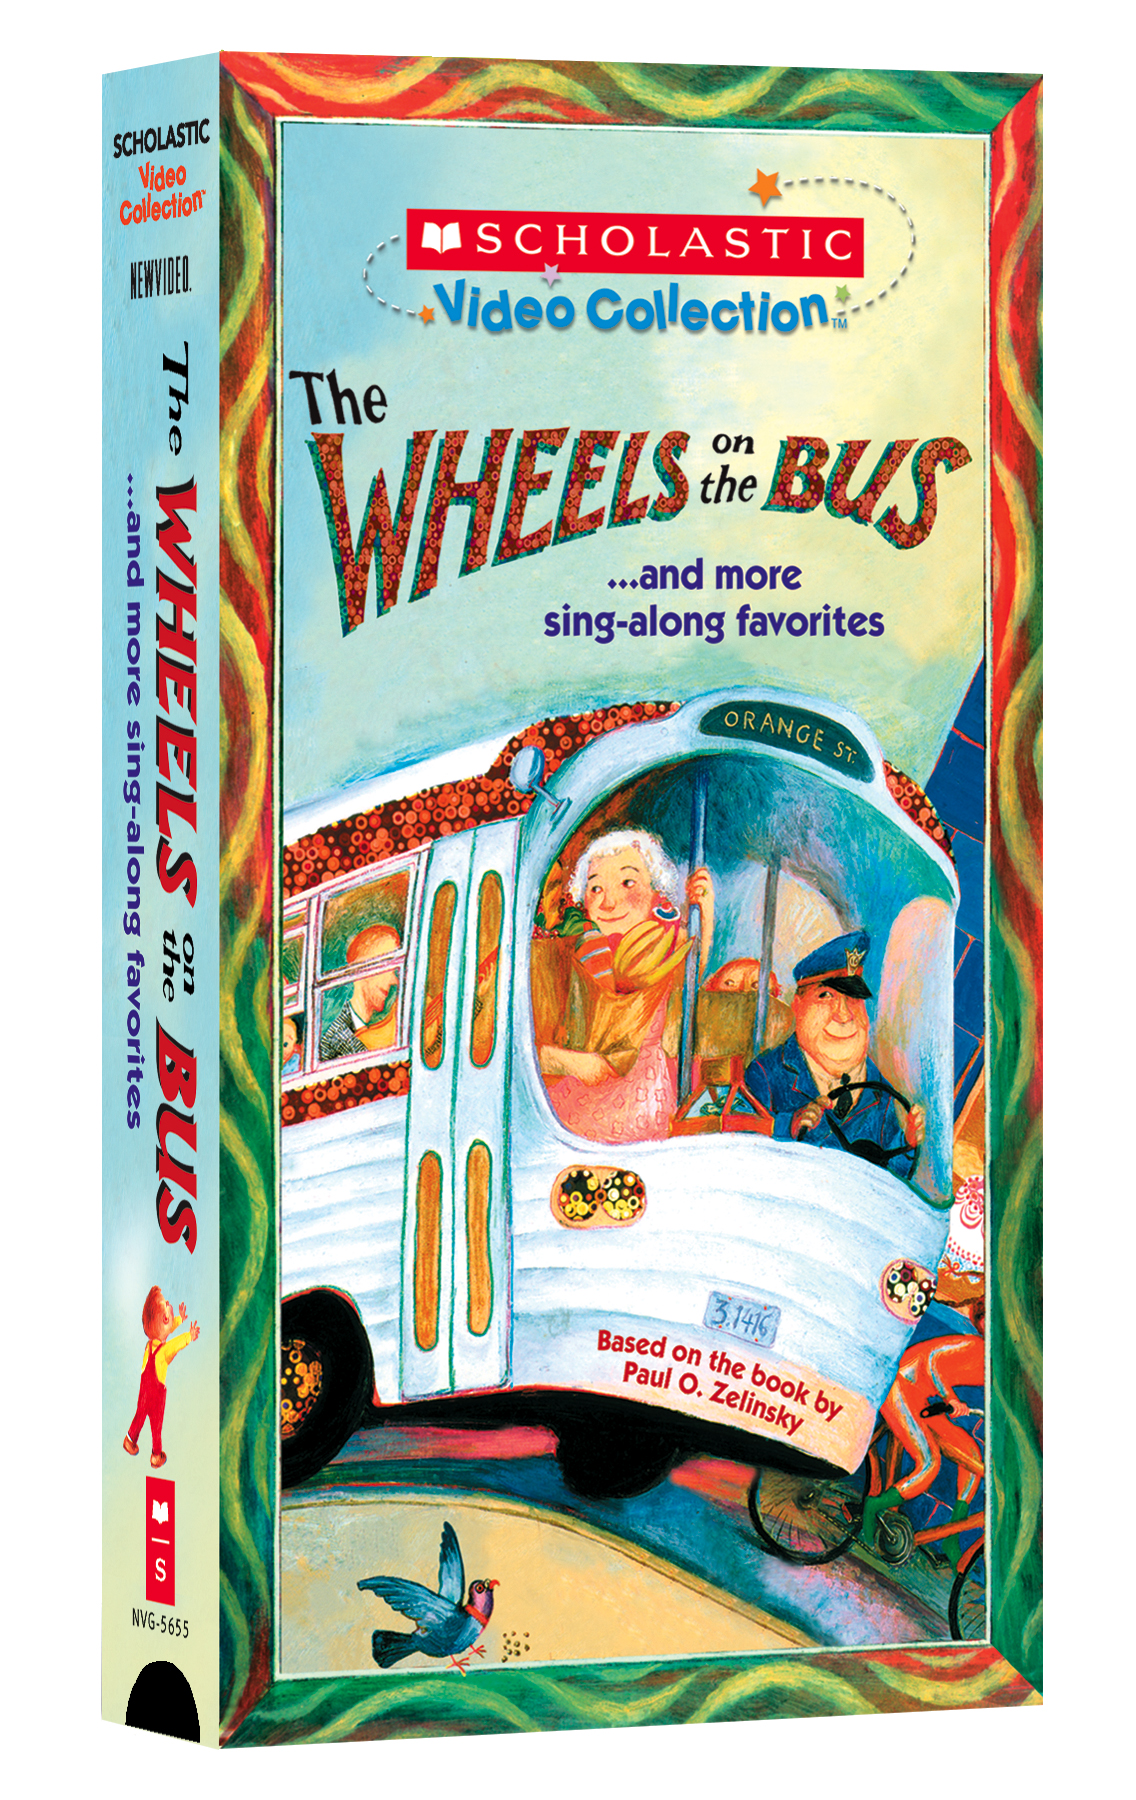 SCHOLASTIC
Video
Collection™
NEWVIDEO.
The WHEELS on the BUS
...and more sing-along favorites
S
NVG-5655
SCHOLASTIC
Video Collection™
The
WHEELS on the BUS
...and more
sing-along favorites
ORANGE ST.
3.1416
Based on the book by
Paul O. Zelinsky